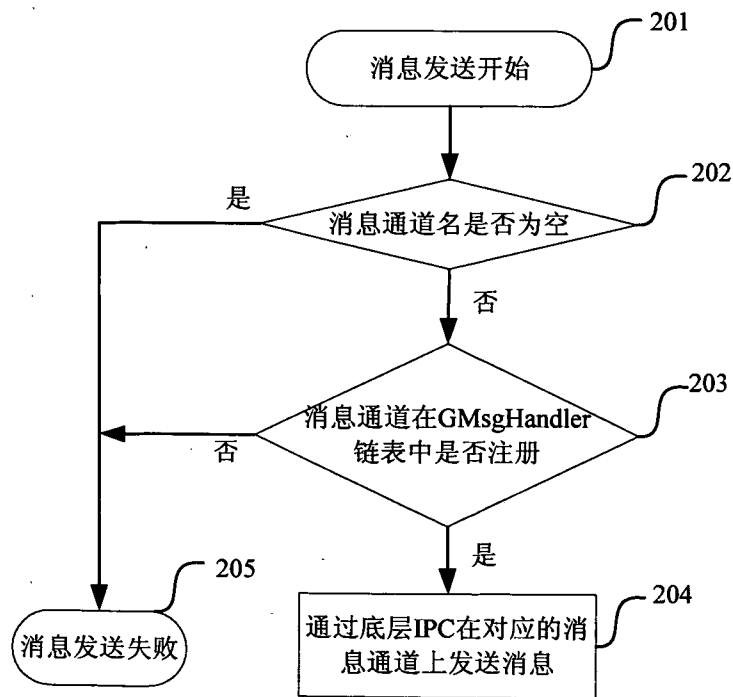 201
消息发送开始
202
是
消息通道名是否为空
否
203
消息通道在GMsgHandler
链表中是否注册
否
是
205
204
消息发送失败
通过底层IPC在对应的消
息通道上发送消息